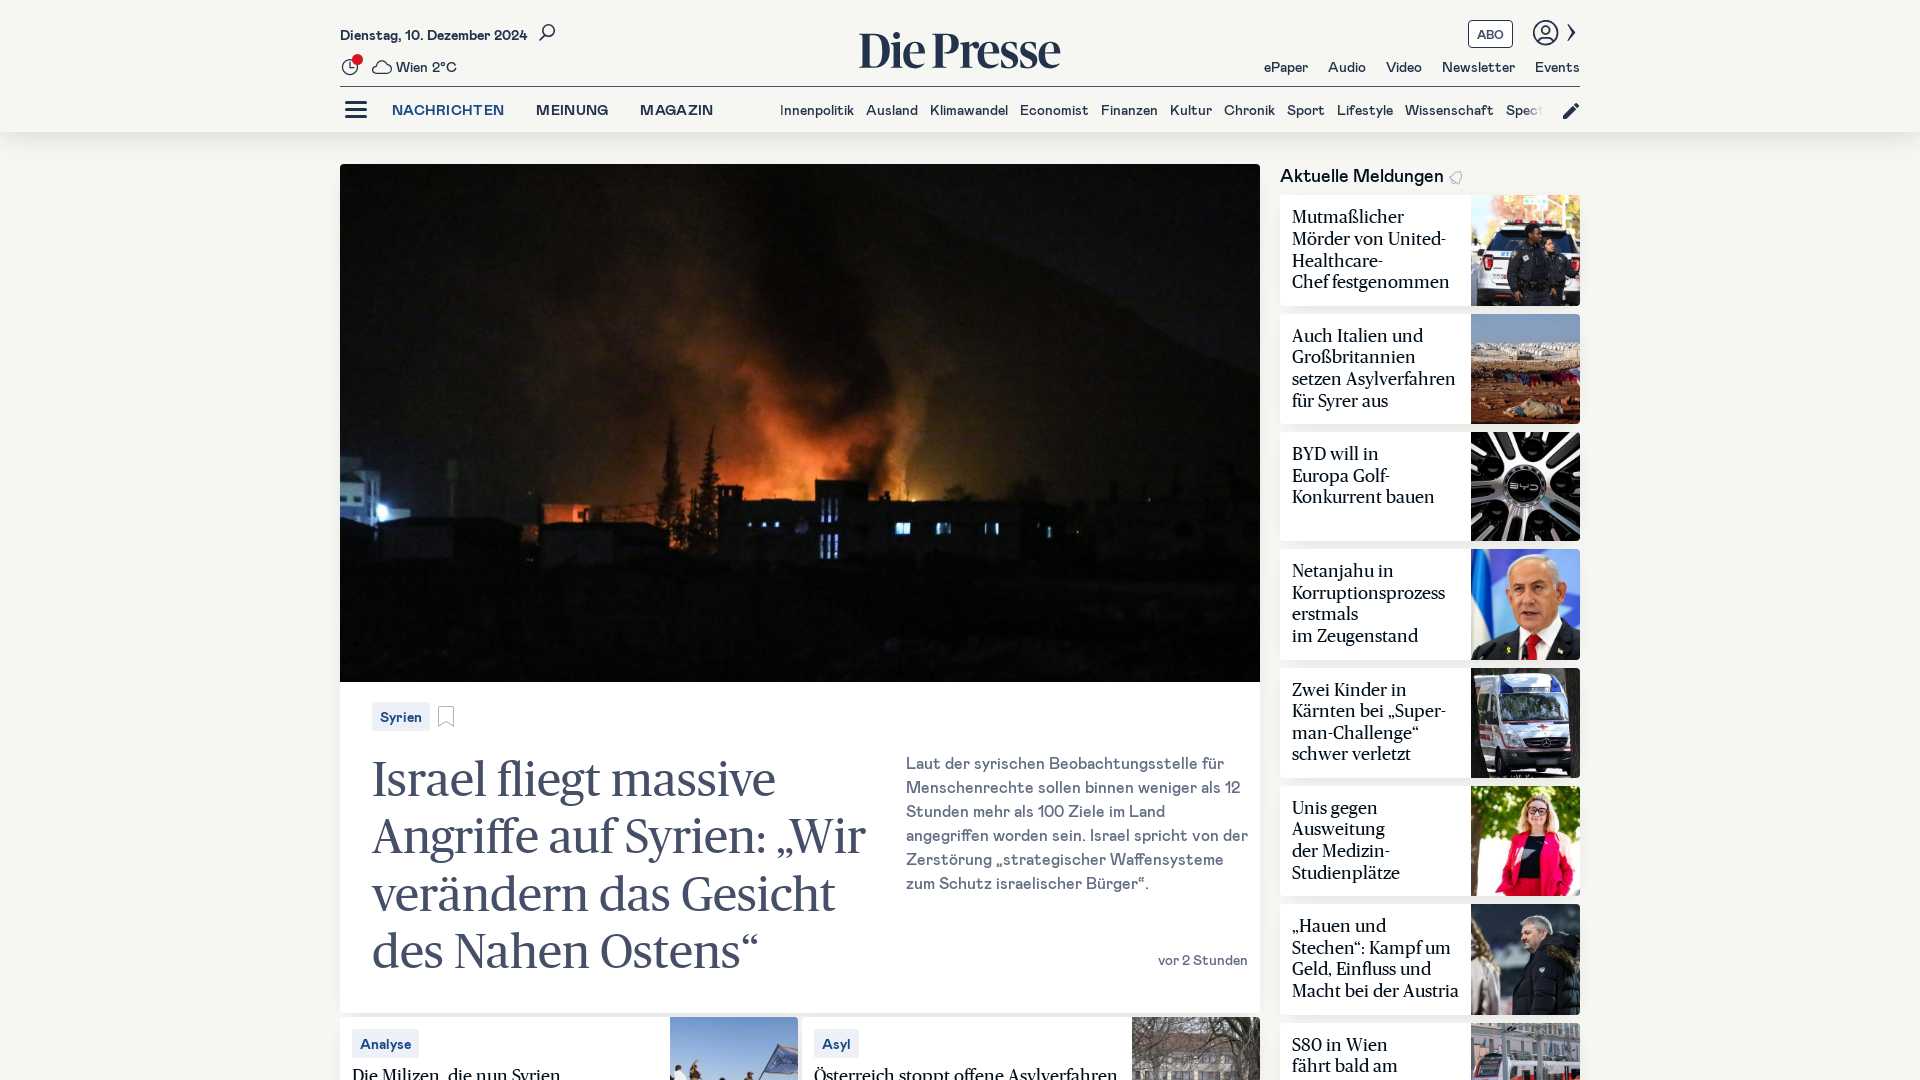 Dienstag, 10. Dezember 2024
Wien 2°C
Die Presse
ABO
ePaper Audio Video Newsletter Events
NACHRICHTEN MEINUNG MAGAZIN
Innenpolitik Ausland Klimawandel Economist Finanzen Kultur Chronik Sport Lifestyle Wissenschaft
Syrien
Israel fliegt massive
Angriffe auf Syrien: „Wir
verändern das Gesicht
des Nahen Ostens“
Laut der syrischen Beobachtungsstelle für
Menschenrechte sollen binnen weniger als 12
Stunden mehr als 100 Ziele im Land
angegriffen worden sein. Israel spricht von der
Zerstörung „strategischer Waffensysteme
zum Schutz israelischer Bürger“.
vor 2 Stunden
Analyse
Die Milizen, die nun Syrien
Asyl
Österreich stoppt offene Asylverfahren
Aktuelle Meldungen
Mutmaßlicher
Mörder von United-
Healthcare-
Chef festgenommen
Auch Italien und
Großbritannien
setzen Asylverfahren
für Syrer aus
BYD will in
Europa Golf-
Konkurrent bauen
BYD
Netanjahu in
Korruptionsprozess
erstmals
im Zeugenstand
Zwei Kinder in
Kärnten bei „Super-
man-Challenge“
schwer verletzt
Unis gegen
Ausweitung
der Medizin-
Studienplätze
„Hauen und
Stechen“: Kampf um
Geld, Einfluss und
Macht bei der Austria
S80 in Wien
fährt bald am